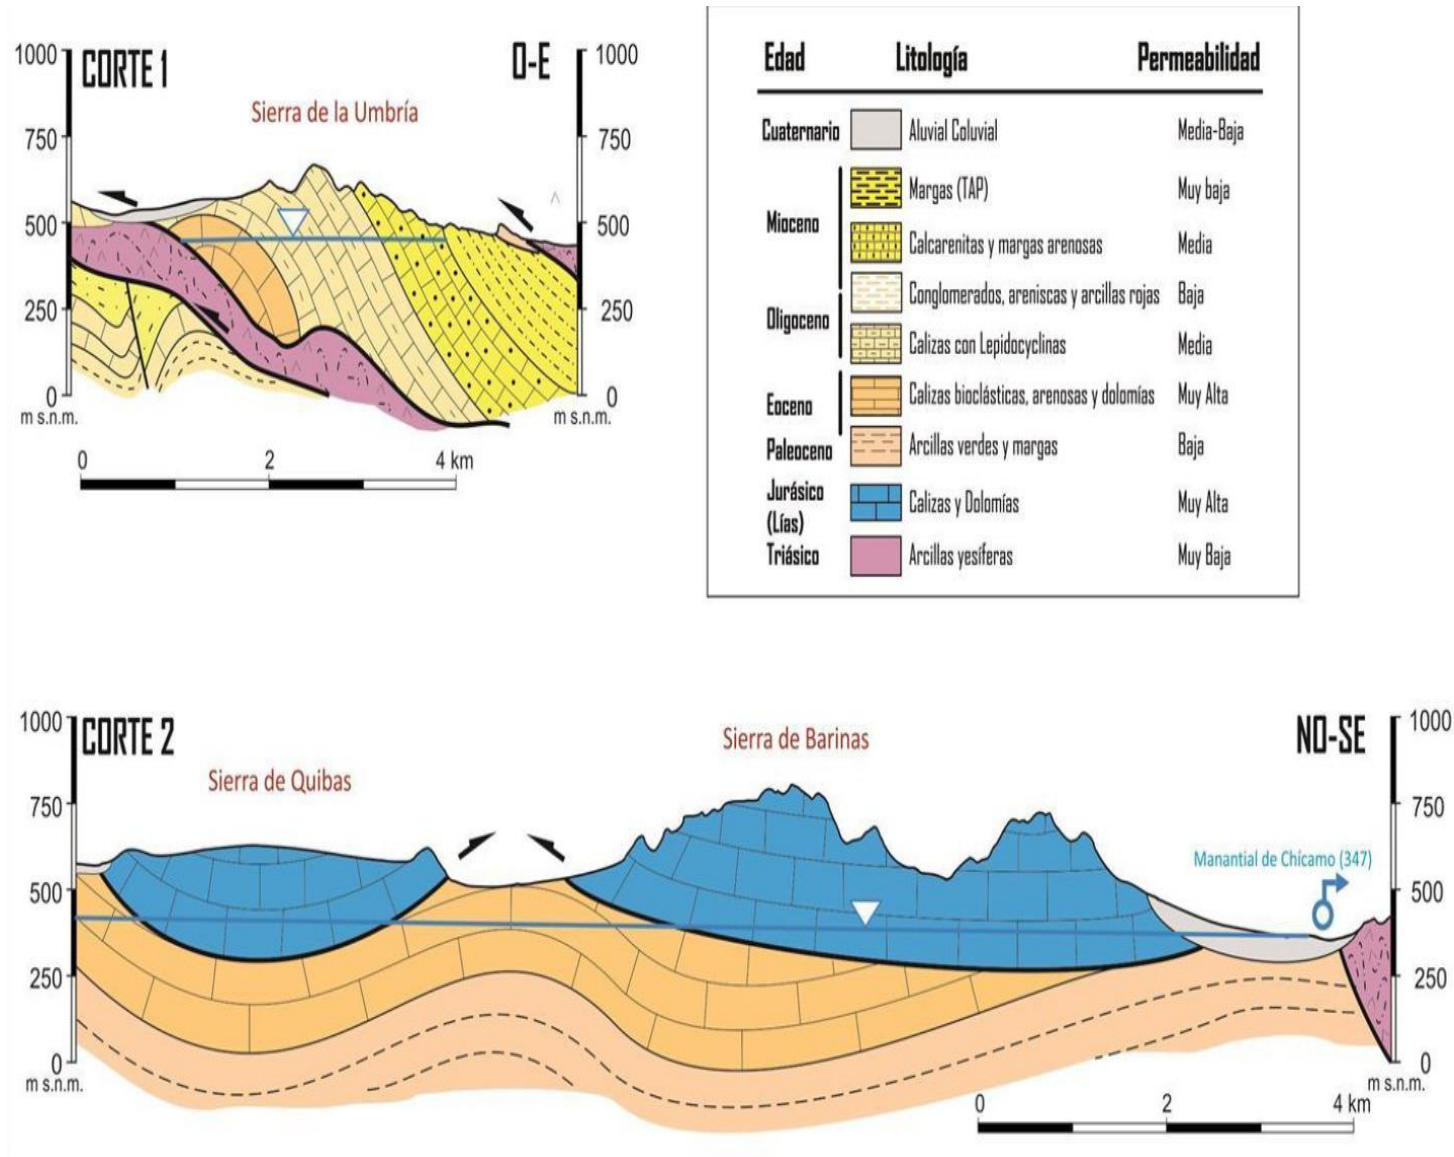 CORTE 1
O-E
Sierra de la Umbría
1000
750
500
250
0
m s.n.m.
1000
750
500
250
0
m s.n.m.
0 2 4 km
Edad Litología Permeabilidad
Cuaternario Aluvial Coluvial Media-Baja
Margas (TAP) Muy baja
Mioceno
Calcarenitas y margas arenosas Media
Conglomerados, areniscas y arcillas rojas Baja
Oligoceno
Calizas con Lepidocyclinas Media
Calizas bioclásticas, arenosas y dolomías Muy Alta
Eoceno
Paleoceno Arcillas verdes y margas Baja
Jurásico
(Lías)
Calizas y Dolomías Muy Alta
Triásico Arcillas yesíferas Muy Baja
CORTE 2
NO-SE
Sierra de Quibas
Sierra de Barinas
Manantial de Chícamo (347)
1000
750
500
250
0
m s.n.m.
1000
750
500
250
0
m s.n.m.
0 2 4 km